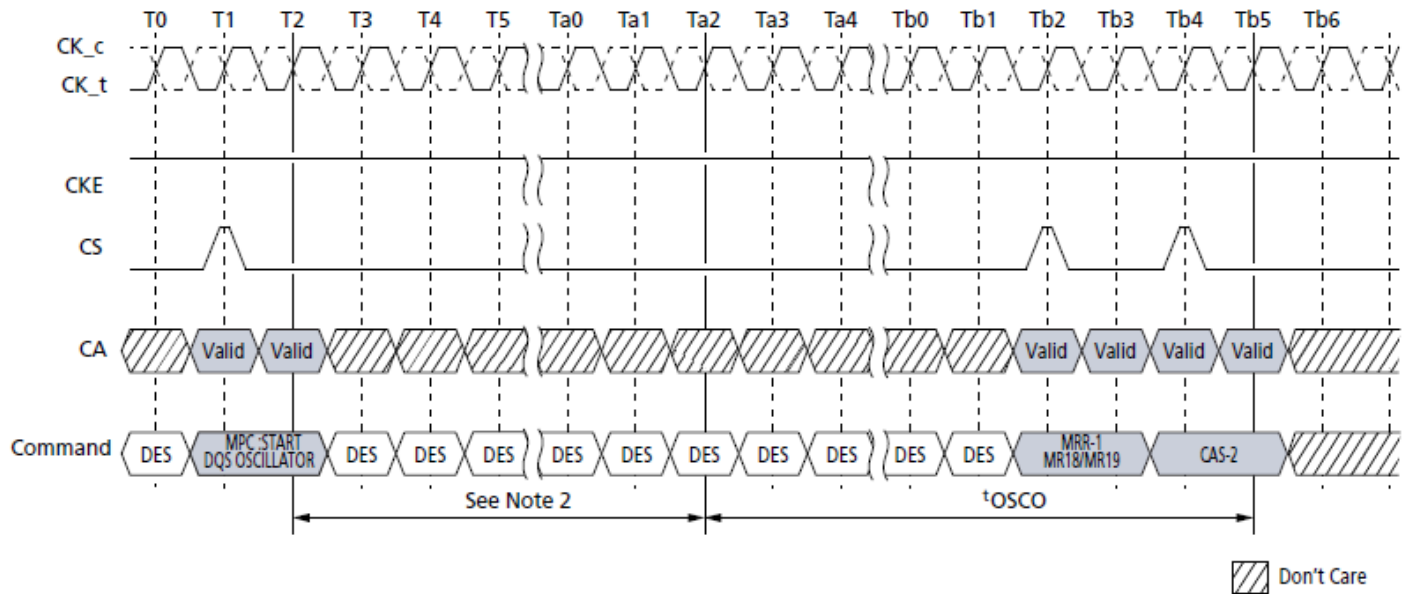 T0 T1 T2 T3 T4 T5 Ta0 Ta1 Ta2 Ta3 Ta4 Tb0 Tb1 Tb2 Tb3 Tb4 Tb5 Tb6
CK_c
CK_t
CKE
CS
CA Valid Valid Valid Valid Valid Valid
Command DES MPC :START DQS OSCILLATOR DES DES DES DES DES DES DES DES DES DES MRR-1 MR18/MR19 CAS-2
See Note 2 tOSCO
Don't Care